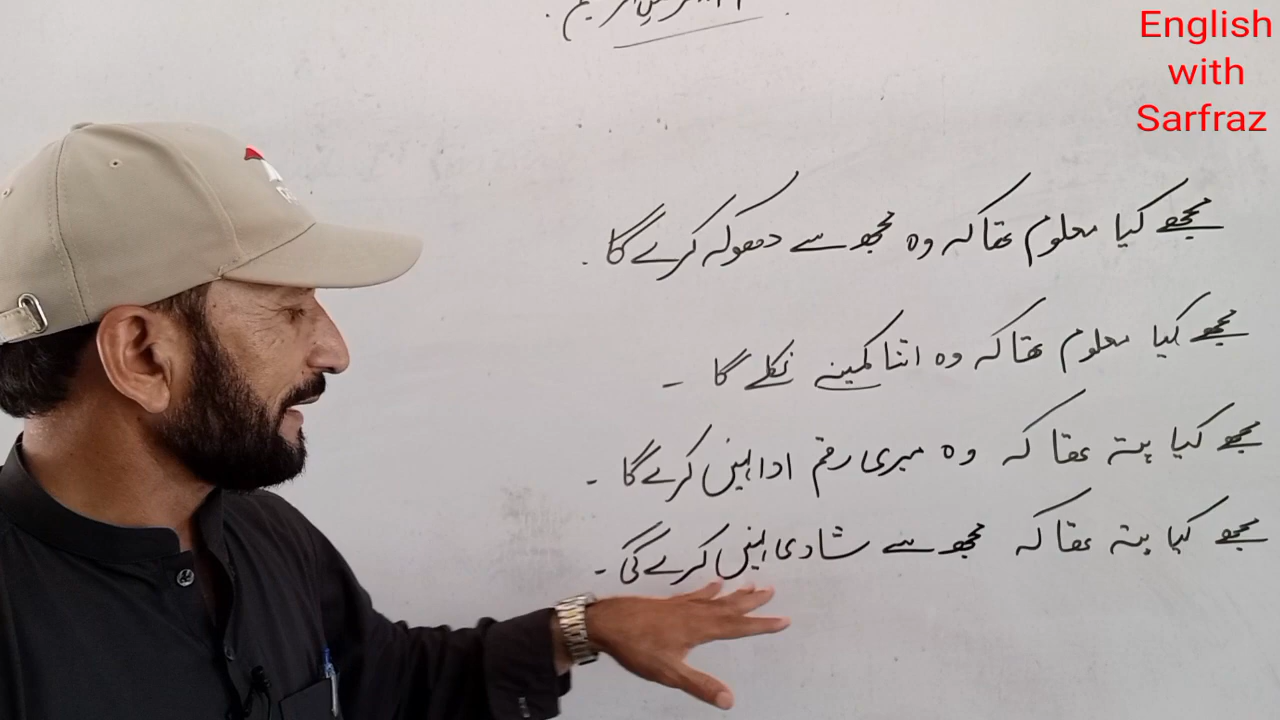 English
with
Sarfraz
مجھے کیا معلوم تھا کہ وہ مجھ سے دھوکہ کرے گا۔
مجھے کیا معلوم تھا کہ وہ اتنا کمینہ نکلے گا۔
مجھے کیا پتہ تھا کہ وہ میری رقم ادا نہیں کرے گا۔
مجھے کیا پتہ تھا کہ مجھ سے شادی نہیں کرے گی۔